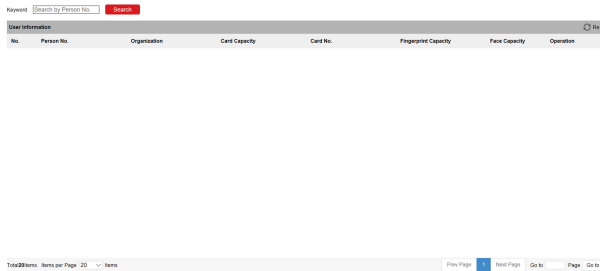 Keyword Search by Person No. Search
User Information Re
No. Person No. Organization Card Capacity Card No. Fingerprint Capacity Face Capacity Operation
Total20Items Items per Page 20 Items Prev Page 1 Next Page Go to Page Go to